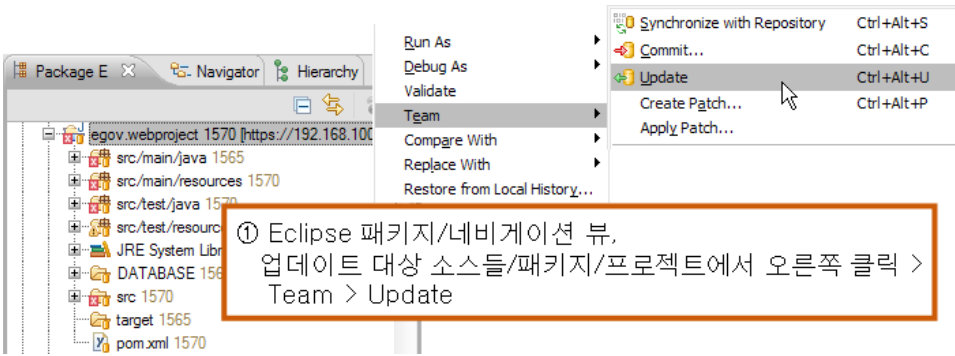 Package E
Navigator
Hierarchy
egov.webproject 1570 [https://192.168.100
src/main/java 1565
src/main/resources 1570
src/test/java 1570
src/test/resourc
JRE System Libr
DATABASE 156
src 1570
target 1565
pom.xml 1570
Run As
Debug As
Validate
Team
Compare With
Replace With
Restore from Local History...
Synchronize with Repository Ctrl+Alt+S
Commit... Ctrl+Alt+C
Update Ctrl+Alt+U
Create Patch... Ctrl+Alt+P
Apply Patch...
① Eclipse 패키지/네비게이션 뷰,
업데이트 대상 소스들/패키지/프로젝트에서 오른쪽 클릭 >
Team > Update